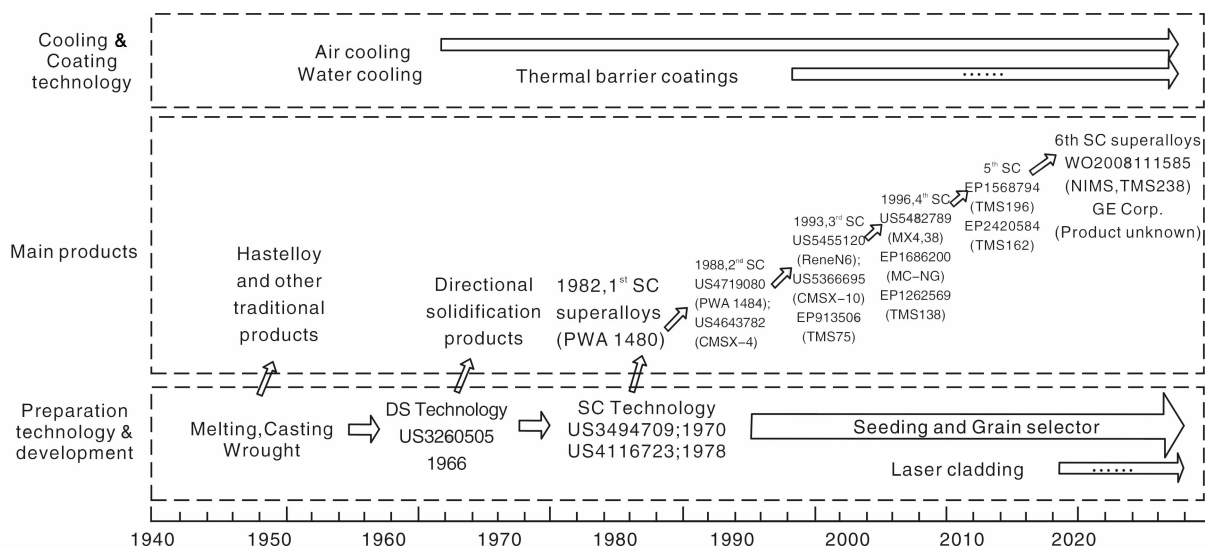 Cooling &
Coating
technology
Air cooling
Water cooling
Thermal barrier coatings
......
Main products
Hastelloy
and other
traditional
products
Directional
solidification
products
1982,1st SC
superalloys
(PWA 1480)
1988,2nd SC
US4719080
(PWA 1484);
US4643782
(CMSX-4)
1993,3rd SC
US5455120
(ReneN6);
US5366695
(CMSX-10)
EP913506
(TMS75)
1996,4th SC
US5482789
(MX4,38)
EP1686200
(MC-NG)
EP1262569
(TMS138)
5th SC
EP1568794
(TMS196)
EP2420584
(TMS162)
6th SC superalloys
WO2008111585
(NIMS,TMS238)
GE Corp.
(Product unknown)
Preparation
technology &
development
Melting,Casting
Wrought
DS Technology
US3260505
1966
SC Technology
US3494709;1970
US4116723;1978
Seeding and Grain selector
Laser cladding
......
1940 1950 1960 1970 1980 1990 2000 2010 2020